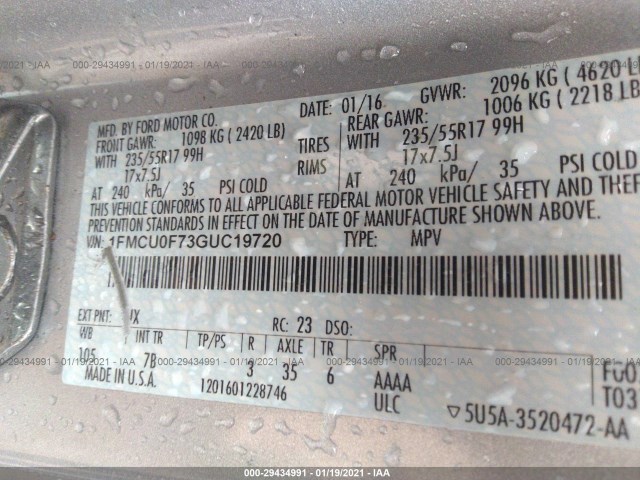 000-29434991 - 01/19/2021 - IAA
MFD. BY FORD MOTOR CO.
DATE: 01/16
GVWR: 2096 KG ( 4620 L
FRONT GAWR: 1098 KG ( 2420 LB)
REAR GAWR: 1006 KG ( 2218 LB
WITH 235/55R17 99H TIRES WITH 235/55R17 99H
17x7.5J RIMS 17x7.5J
AT 240 kPa/ 35 PSI COLD AT 240 kPa/ 35 PSI COLD
THIS VEHICLE CONFORMS TO ALL APPLICABLE FEDERAL MOTOR VEHICLE SAFETY AND THEF
PREVENTION STANDARDS IN EFFECT ON THE DATE OF MANUFACTURE SHOWN ABOVE.
VIN: 1FMCU0F73GUC19720 TYPE: MPV
EXT PNT: IX RC: 23 DSO:
WB INT TR TP/PS R AXLE TR SPR
105 7B 3 35 6 AAAA
MADE IN U.S.A. 1201601228746 ULC
FU0
T03
5U5A-3520472-AA
000-29434991 - 01/19/2021 - IAA